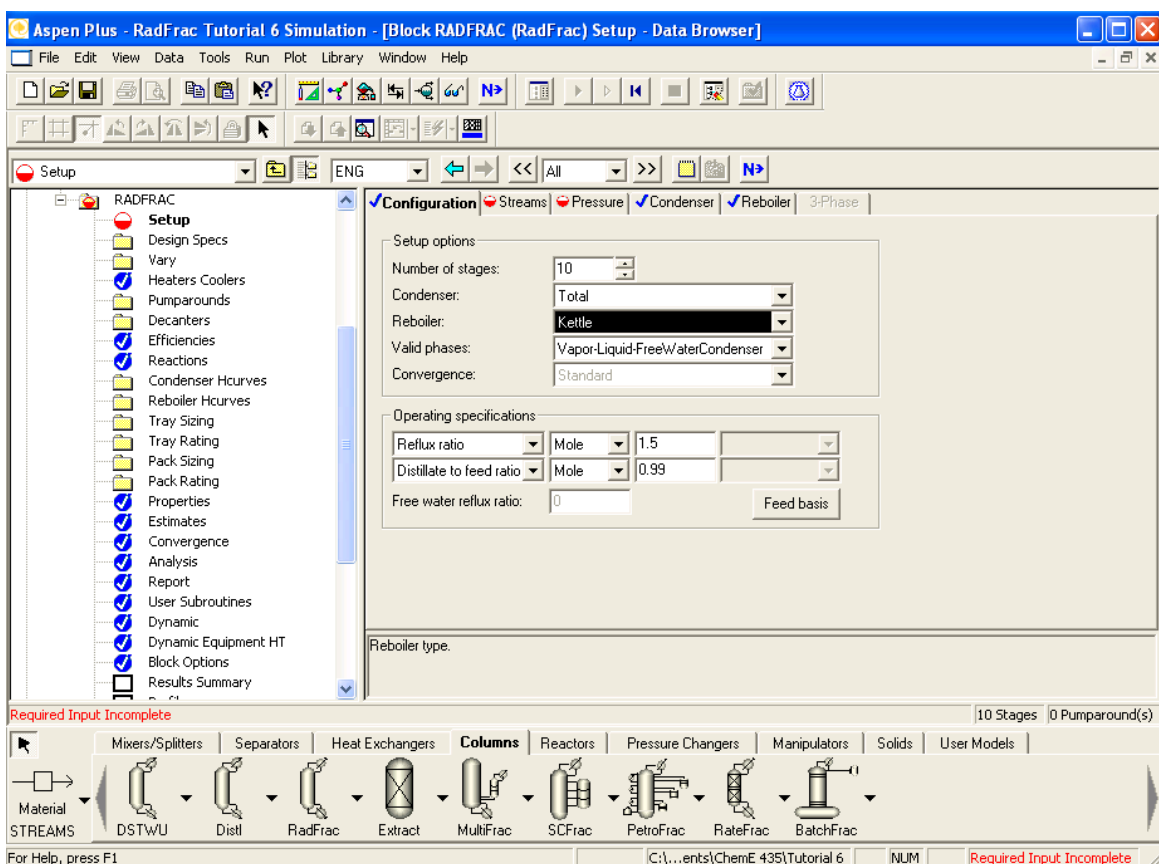 Aspen Plus - RadFrac Tutorial 6 Simulation - [Block RADFRAC (RadFrac) Setup - Data Browser]
File Edit View Data Tools Run Plot Library Window Help
N>
Setup ENG << All >> N>
RADFRAC
Setup
Design Specs
Vary
Heaters Coolers
Pumparounds
Decanters
Efficiencies
Reactions
Condenser Hcurves
Reboiler Hcurves
Tray Sizing
Tray Rating
Pack Sizing
Pack Rating
Properties
Estimates
Convergence
Analysis
Report
User Subroutines
Dynamic
Dynamic Equipment HT
Block Options
Results Summary
Configuration Streams Pressure Condenser Reboiler 3-Phase
Setup options
Number of stages: 10
Condenser: Total
Reboiler: Kettle
Valid phases: Vapor-Liquid-FreeWaterCondenser
Convergence: Standard
Operating specifications
Reflux ratio Mole 1.5
Distillate to feed ratio Mole 0.99
Free water reflux ratio: 0 Feed basis
Reboiler type.
Required Input Incomplete 10 Stages 0 Pumparound(s)
Mixers/Splitters Separators Heat Exchangers Columns Reactors Pressure Changers Manipulators Solids User Models
Material
STREAMS DSTWU Distl RadFrac Extract MultiFrac SCFrac PetroFrac RateFrac BatchFrac
For Help, press F1 C:\...ents\ChemE 435\Tutorial 6 NUM Required Input Incomplete